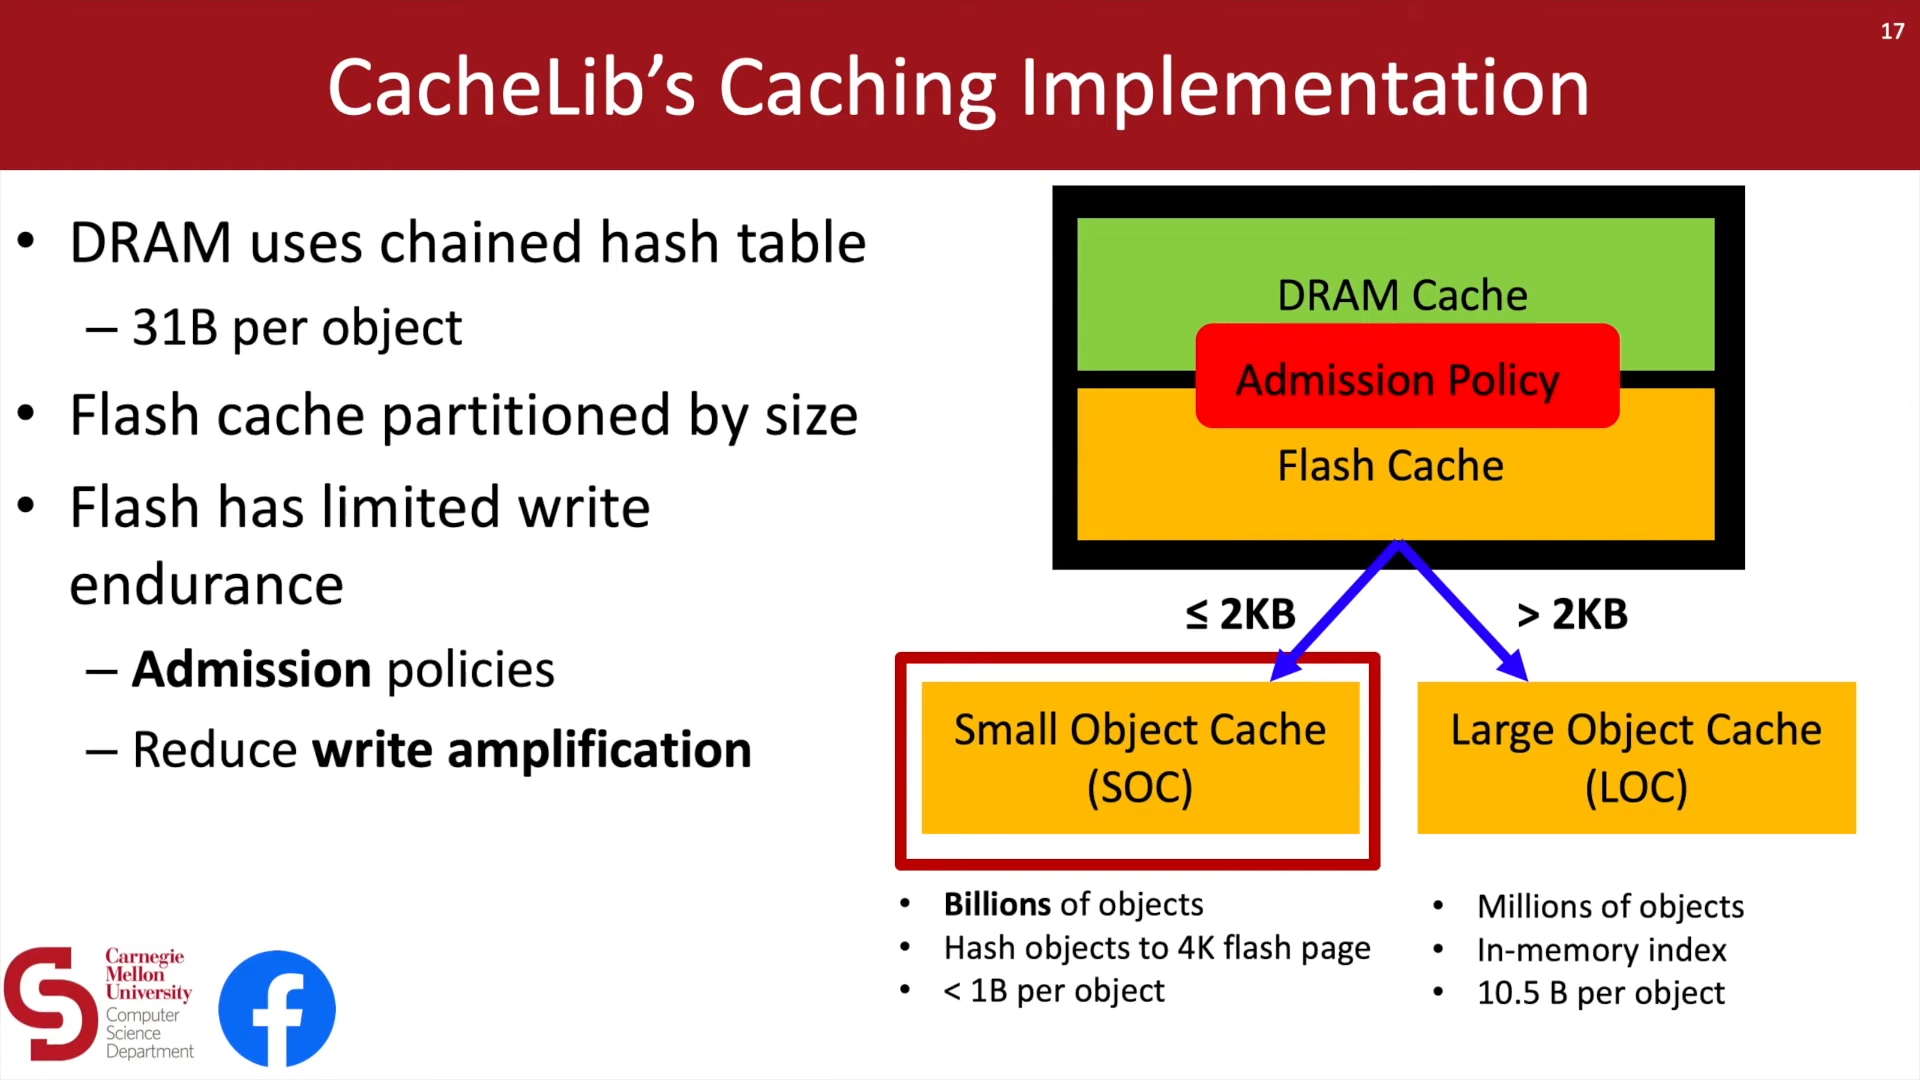 17
CacheLib’s Caching Implementation
• DRAM uses chained hash table
– 31B per object
• Flash cache partitioned by size
• Flash has limited write
endurance
– Admission policies
– Reduce write amplification
DRAM Cache
Admission Policy
Flash Cache
≤ 2KB
> 2KB
Small Object Cache
(SOC)
Large Object Cache
(LOC)
• Billions of objects
• Hash objects to 4K flash page
• < 1B per object
• Millions of objects
• In-memory index
• 10.5 B per object
Carnegie
Mellon
University
Computer
Science
Department